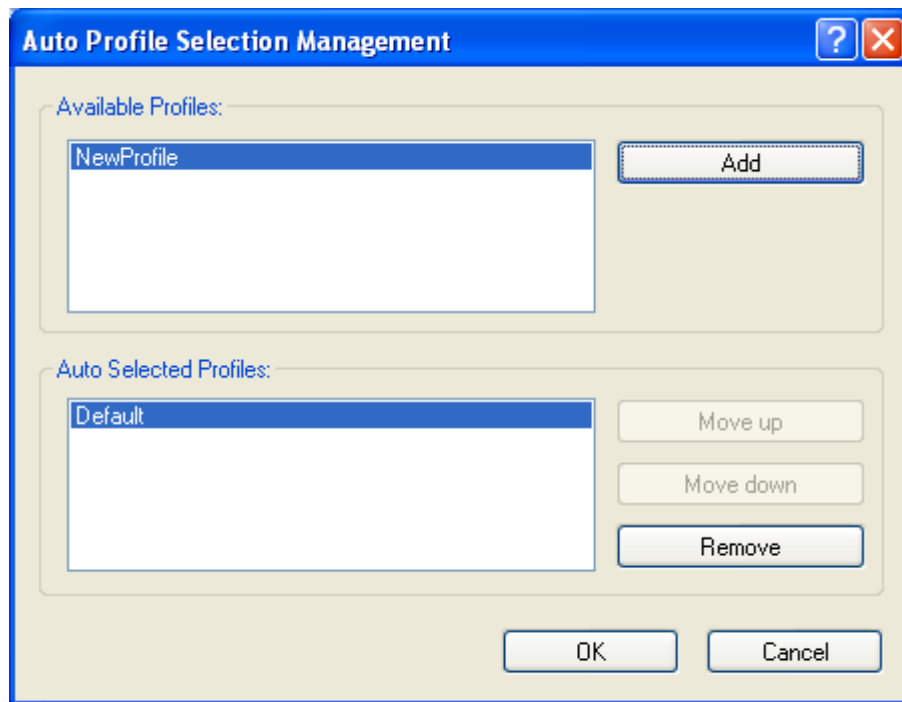 Auto Profile Selection Management
?
Available Profiles:
NewProfile
Add
Auto Selected Profiles:
Default
Move up
Move down
Remove
OK
Cancel